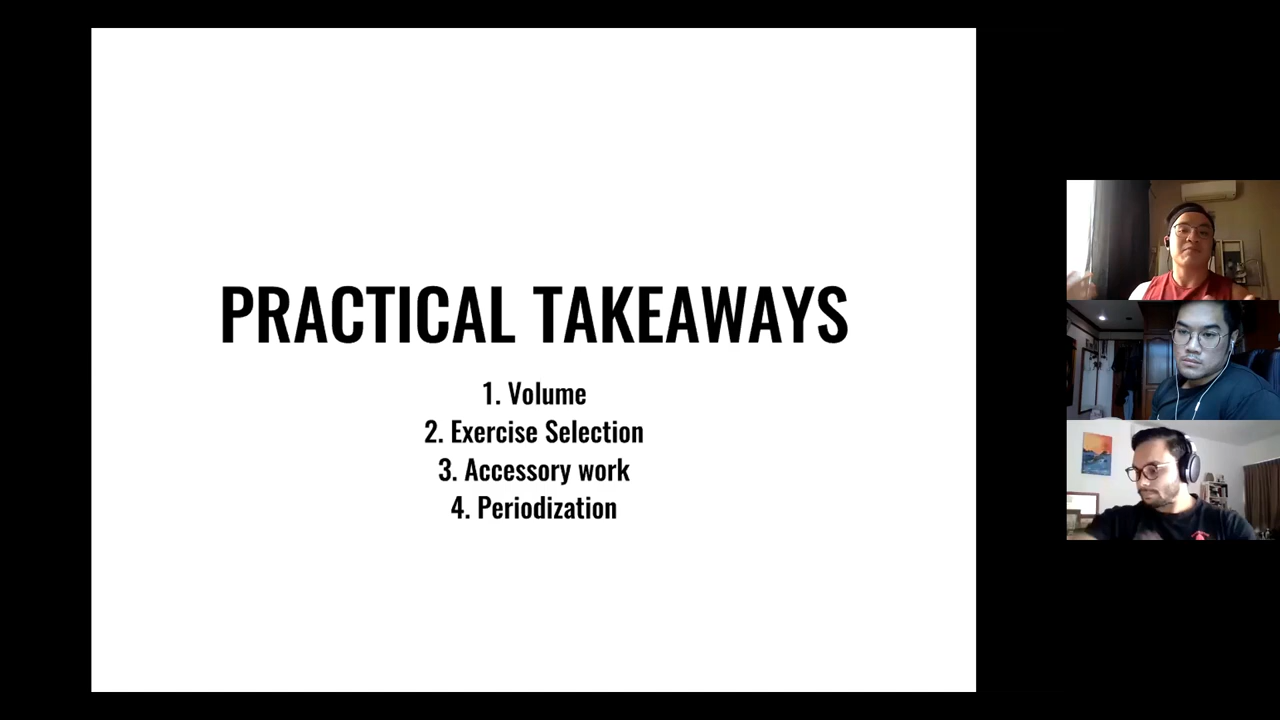 PRACTICAL TAKEAWAYS
1. Volume
2. Exercise Selection
3. Accessory work
4. Periodization